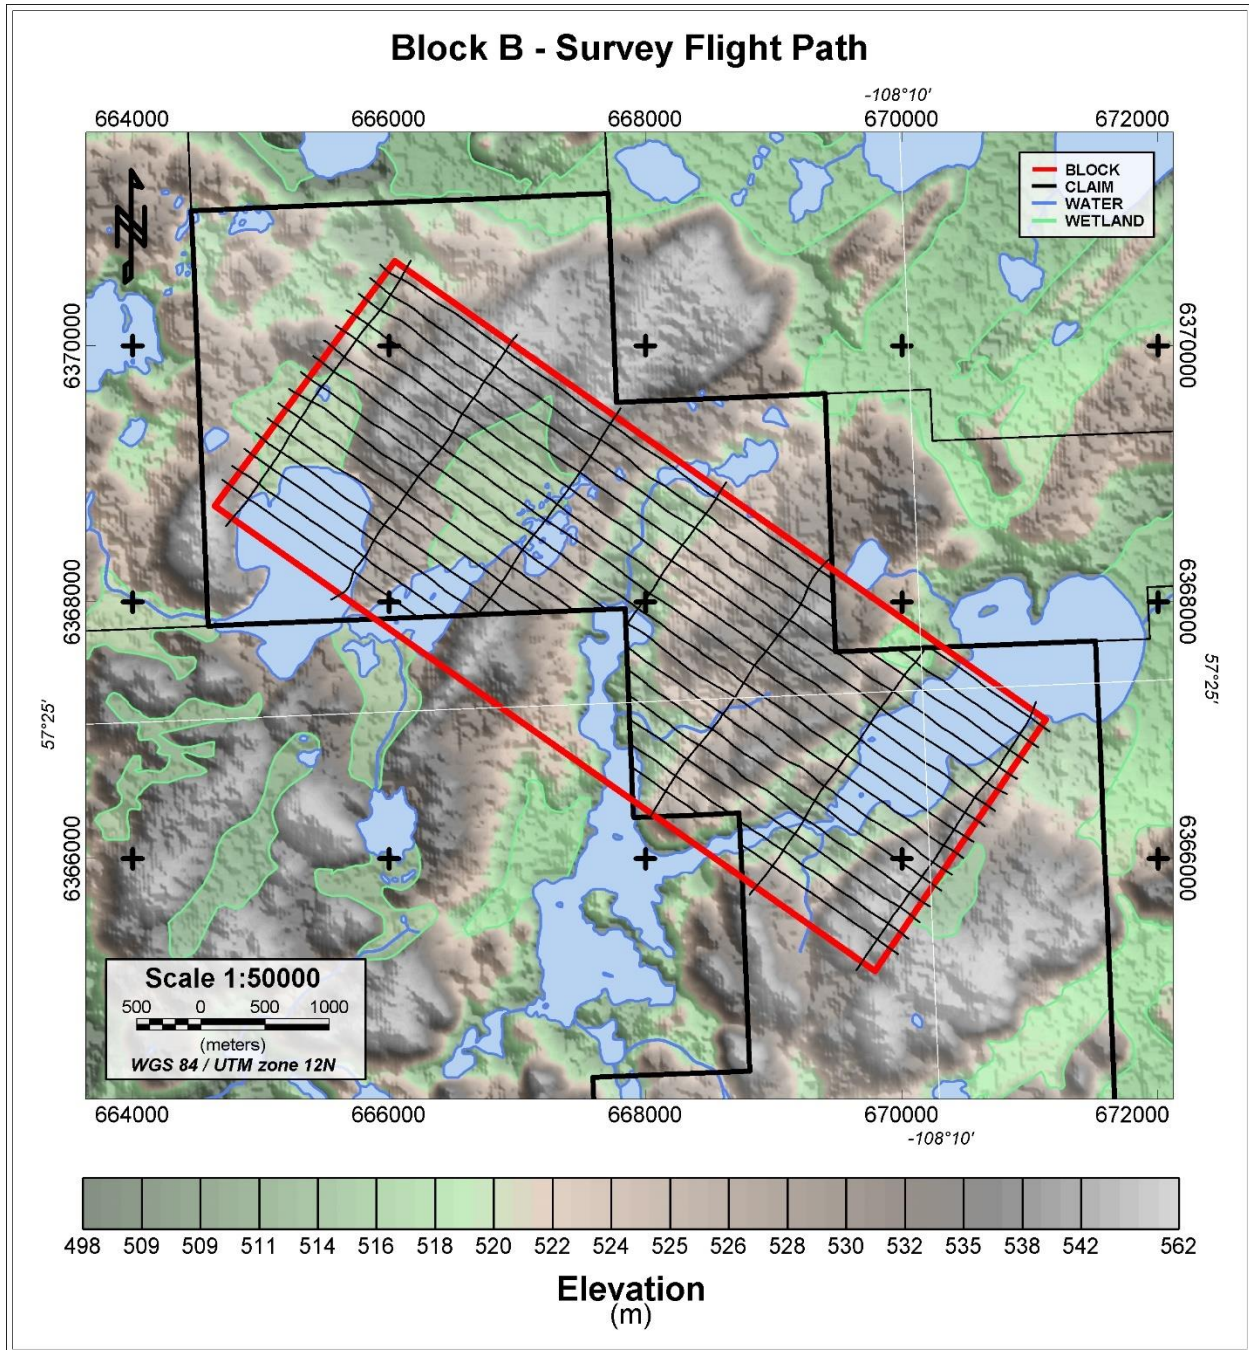 Block B - Survey Flight Path
-108°10'
664000 666000 668000 670000 672000
BLOCK
CLAIM
WATER
WETLAND
6370000 6370000
6368000 6368000
57°25' 57°25'
6366000 6366000
Scale 1:50000
500 0 500 1000
(meters)
WGS 84 / UTM zone 12N
664000 666000 668000 670000 672000
-108°10'
498 509 509 511 514 516 518 520 522 524 525 526 528 530 532 535 538 542 562
Elevation
(m)